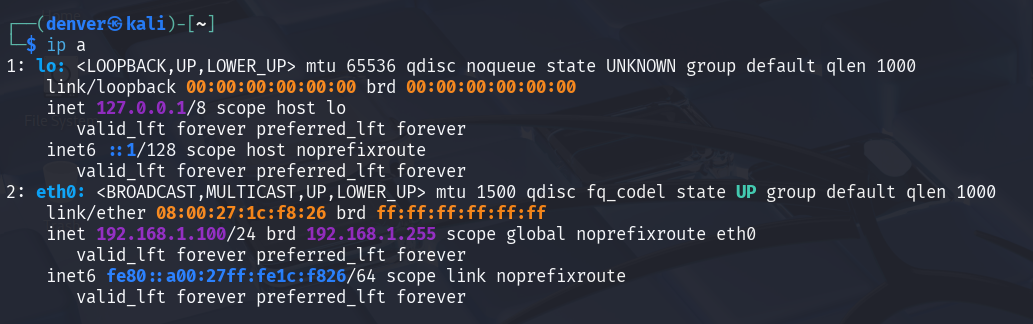 ┌──(denver㉿kali)-[~]
└─$ ip a
1: lo: <LOOPBACK,UP,LOWER_UP> mtu 65536 qdisc noqueue state UNKNOWN group default qlen 1000
    link/loopback 00:00:00:00:00:00 brd 00:00:00:00:00:00
    inet 127.0.0.1/8 scope host lo
       valid_lft forever preferred_lft forever
    inet6 ::1/128 scope host noprefixroute
       valid_lft forever preferred_lft forever
2: eth0: <BROADCAST,MULTICAST,UP,LOWER_UP> mtu 1500 qdisc fq_codel state UP group default qlen 1000
    link/ether 08:00:27:1c:f8:26 brd ff:ff:ff:ff:ff:ff
    inet 192.168.1.100/24 brd 192.168.1.255 scope global noprefixroute eth0
       valid_lft forever preferred_lft forever
    inet6 fe80::a00:27ff:fe1c:f826/64 scope link noprefixroute
       valid_lft forever preferred_lft forever